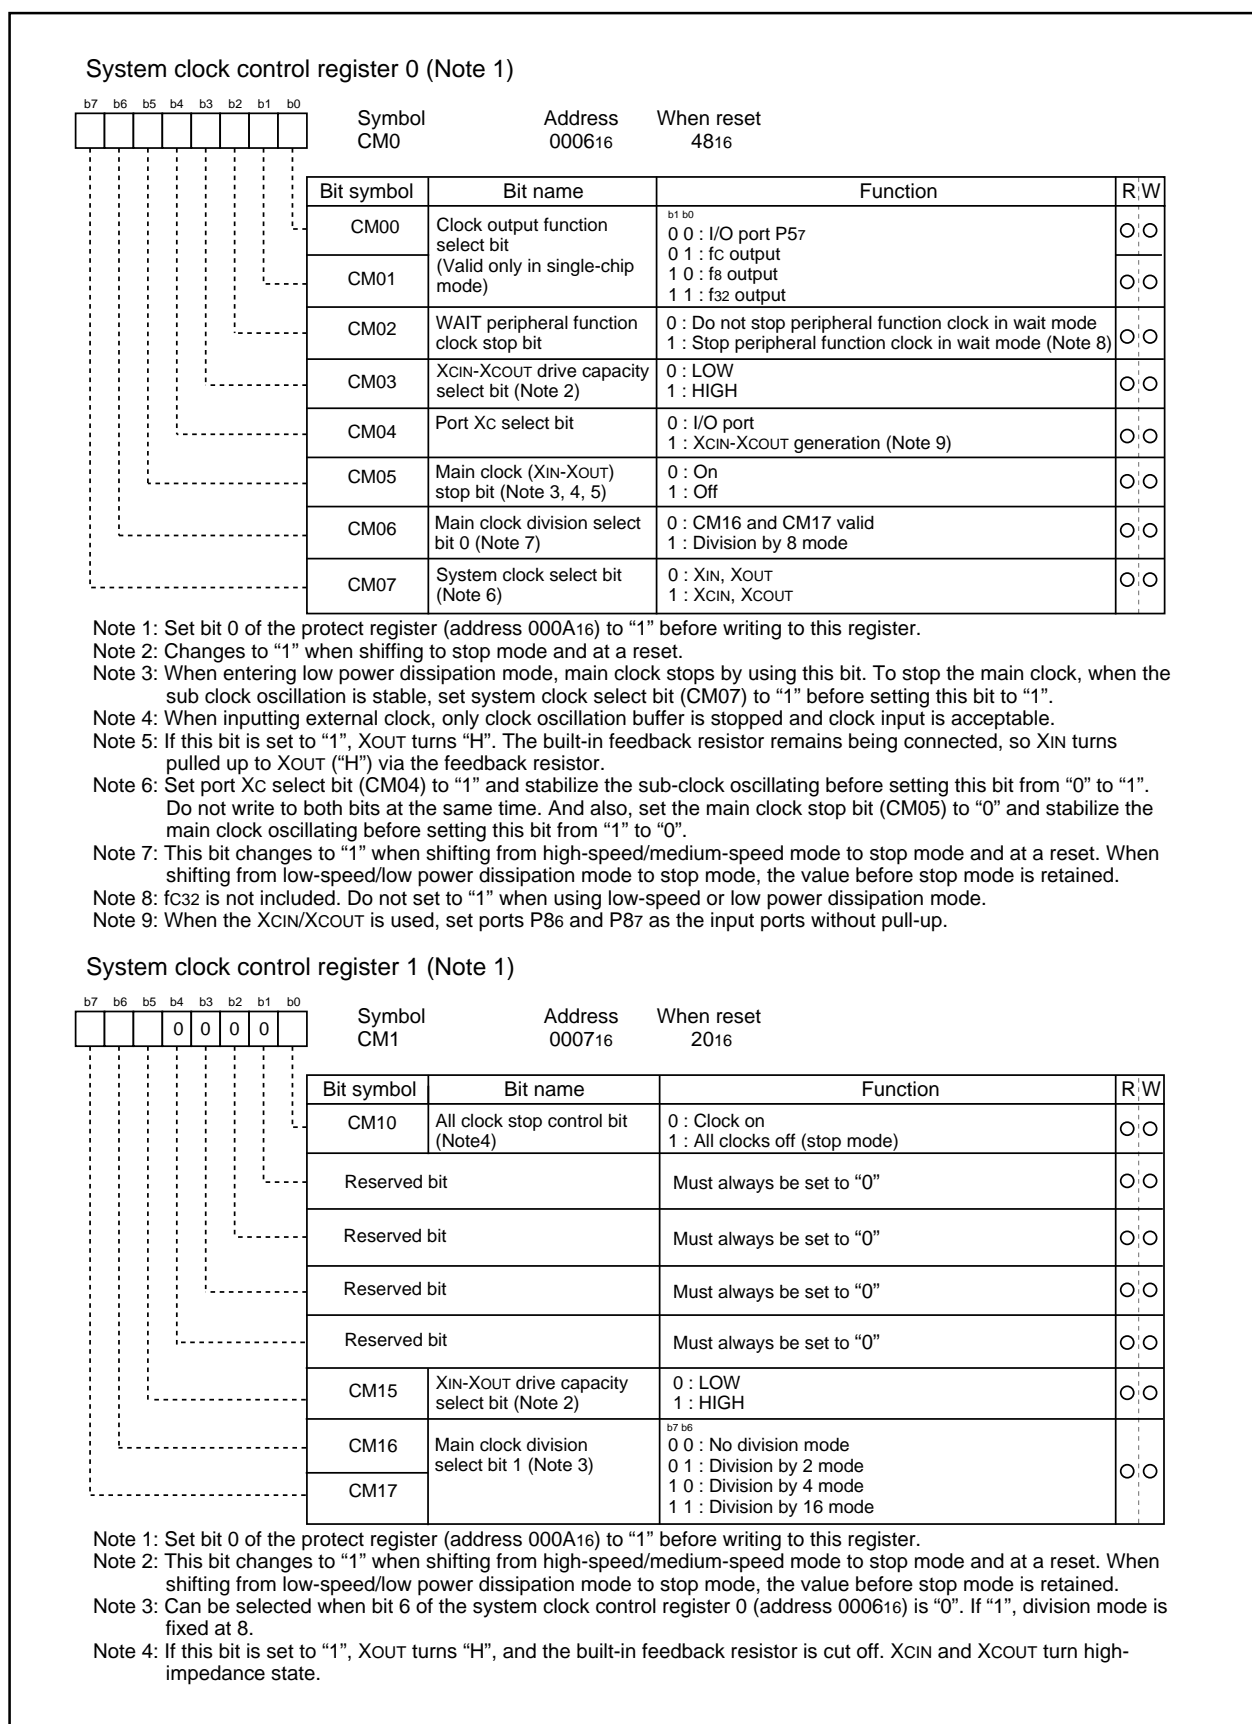 System clock control register 0 (Note 1)
b7 b6 b5 b4 b3 b2 b1 b0
Symbol Address When reset
CM0 000616 4816
Bit symbol Bit name Function R W
CM00 Clock output function
select bit
(Valid only in single-chip
mode)
b1 b0
0 0 : I/O port P57
0 1 : fC output
1 0 : f8 output
1 1 : f32 output
CM01
CM02 WAIT peripheral function
clock stop bit
0 : Do not stop peripheral function clock in wait mode
1 : Stop peripheral function clock in wait mode (Note 8)
CM03 XCIN-XCOUT drive capacity
select bit (Note 2)
0 : LOW
1 : HIGH
CM04 Port XC select bit
0 : I/O port
1 : XCIN-XCOUT generation (Note 9)
CM05 Main clock (XIN-XOUT)
stop bit (Note 3, 4, 5)
0 : On
1 : Off
CM06 Main clock division select
bit 0 (Note 7)
0 : CM16 and CM17 valid
1 : Division by 8 mode
CM07 System clock select bit
(Note 6)
0 : XIN, XOUT
1 : XCIN, XCOUT
Note 1: Set bit 0 of the protect register (address 000A16) to “1” before writing to this register.
Note 2: Changes to “1” when shiffing to stop mode and at a reset.
Note 3: When entering low power dissipation mode, main clock stops by using this bit. To stop the main clock, when the
sub clock oscillation is stable, set system clock select bit (CM07) to “1” before setting this bit to “1”.
Note 4: When inputting external clock, only clock oscillation buffer is stopped and clock input is acceptable.
Note 5: If this bit is set to “1”, XOUT turns “H”. The built-in feedback resistor remains being connected, so XIN turns
pulled up to XOUT (“H”) via the feedback resistor.
Note 6: Set port XC select bit (CM04) to “1” and stabilize the sub-clock oscillating before setting this bit from “0” to “1”.
Do not write to both bits at the same time. And also, set the main clock stop bit (CM05) to “0” and stabilize the
main clock oscillating before setting this bit from “1” to “0”.
Note 7: This bit changes to “1” when shifting from high-speed/medium-speed mode to stop mode and at a reset. When
shifting from low-speed/low power dissipation mode to stop mode, the value before stop mode is retained.
Note 8: fC32 is not included. Do not set to “1” when using low-speed or low power dissipation mode.
Note 9: When the XCIN/XCOUT is used, set ports P86 and P87 as the input ports without pull-up.
System clock control register 1 (Note 1)
b7 b6 b5 b4 b3 b2 b1 b0
0 0 0 0
Symbol Address When reset
CM1 000716 2016
Bit symbol Bit name Function R W
CM10 All clock stop control bit
(Note4)
0 : Clock on
1 : All clocks off (stop mode)
Reserved bit Must always be set to “0”
Reserved bit Must always be set to “0”
Reserved bit Must always be set to “0”
Reserved bit Must always be set to “0”
CM15 XIN-XOUT drive capacity
select bit (Note 2)
0 : LOW
1 : HIGH
CM16 Main clock division
select bit 1 (Note 3)
b7 b6
0 0 : No division mode
0 1 : Division by 2 mode
1 0 : Division by 4 mode
1 1 : Division by 16 mode
CM17
Note 1: Set bit 0 of the protect register (address 000A16) to “1” before writing to this register.
Note 2: This bit changes to “1” when shifting from high-speed/medium-speed mode to stop mode and at a reset. When
shifting from low-speed/low power dissipation mode to stop mode, the value before stop mode is retained.
Note 3: Can be selected when bit 6 of the system clock control register 0 (address 000616) is “0”. If “1”, division mode is
fixed at 8.
Note 4: If this bit is set to “1”, XOUT turns “H”, and the built-in feedback resistor is cut off. XCIN and XCOUT turn high-
impedance state.